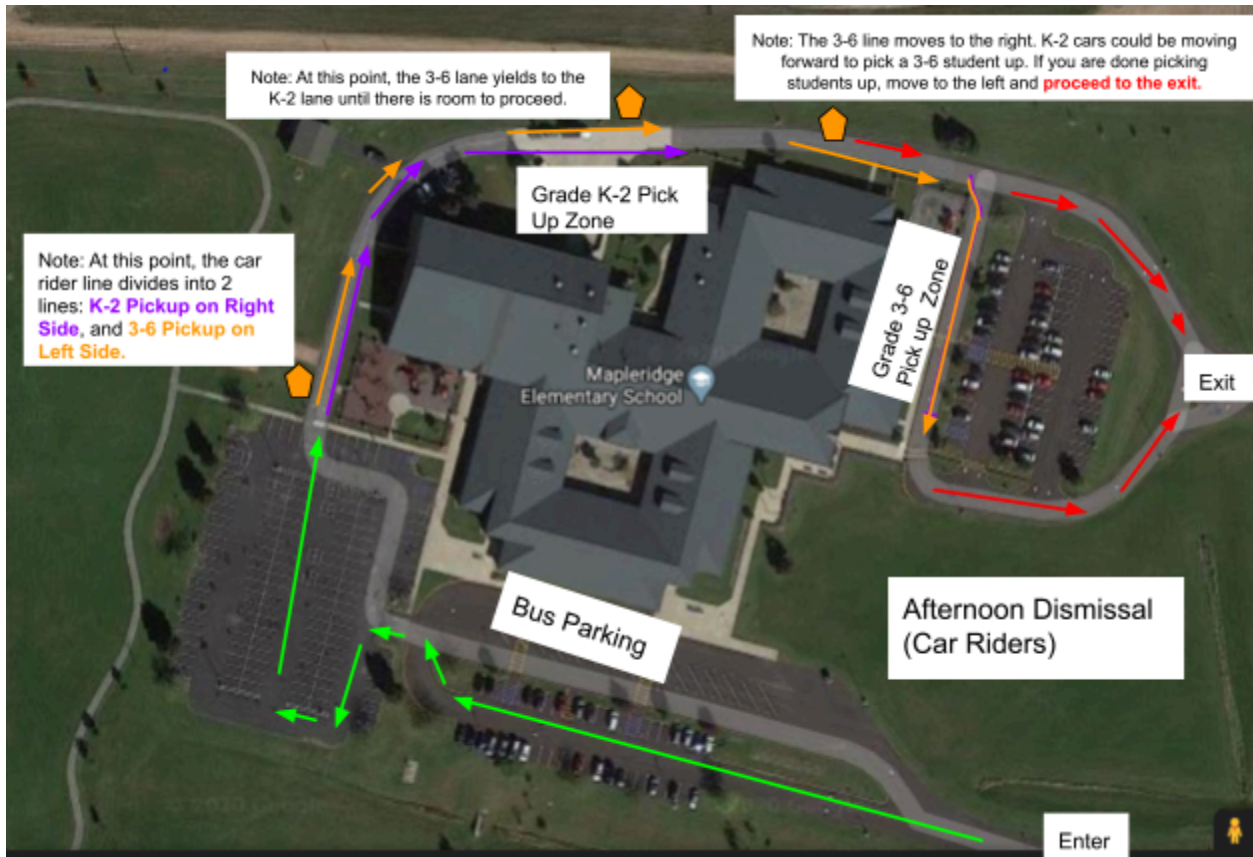 Note: The 3-6 line moves to the right. K-2 cars could be moving
forward to pick a 3-6 student up. If you are done picking
students up, move to the left and proceed to the exit.
Note: At this point, the 3-6 lane yields to the
K-2 lane until there is room to proceed.
Grade K-2 Pick
Up Zone
Note: At this point, the car
rider line divides into 2
lines: K-2 Pickup on Right
Side, and 3-6 Pickup on
Left Side.
Grade 3-6
Pick up Zone
Exit
Mapleridge
Elementary School
Bus Parking
Afternoon Dismissal
(Car Riders)
Enter